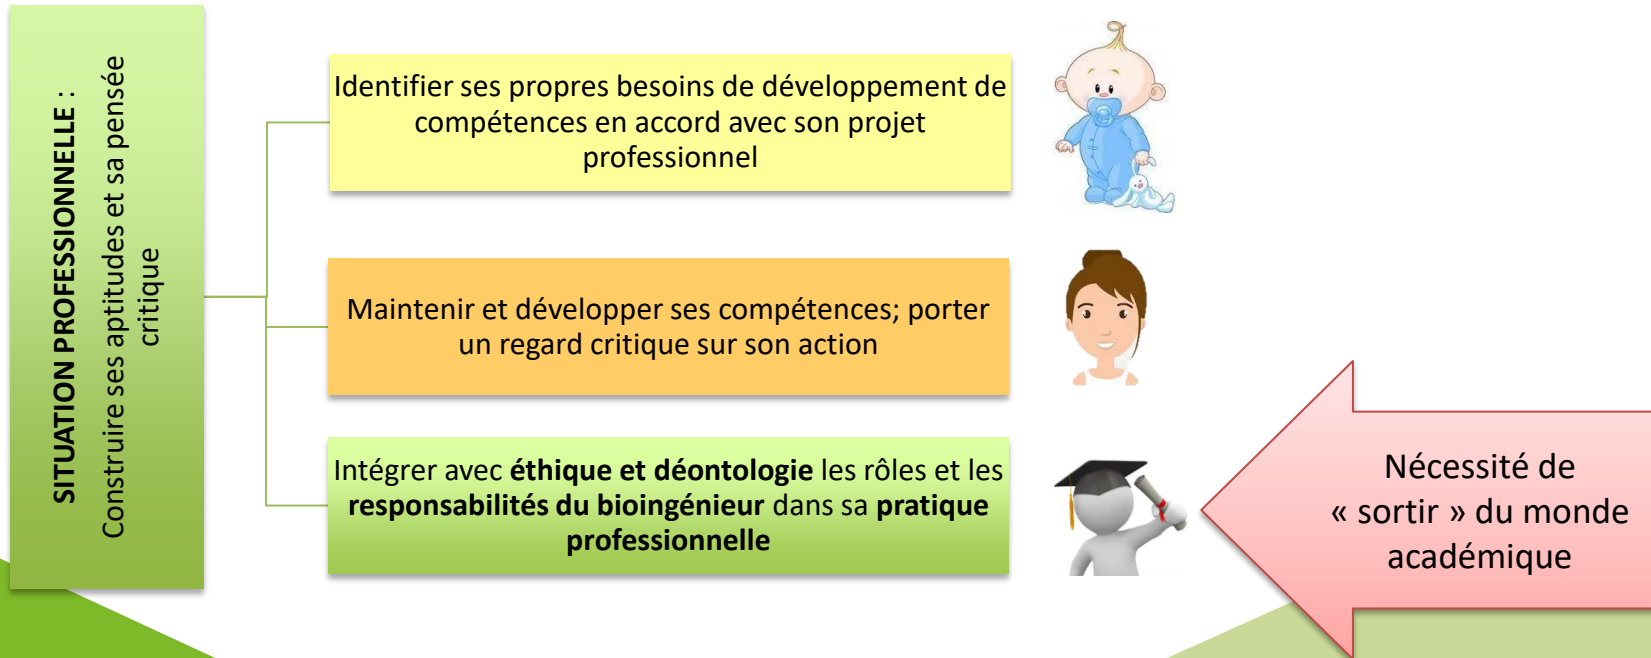 SITUATION PROFESSIONNELLE :
Construire ses aptitudes et sa pensée
critique
Identifier ses propres besoins de développement de
compétences en accord avec son projet
professionnel
Maintenir et développer ses compétences; porter
un regard critique sur son action
Intégrer avec éthique et déontologie les rôles et les
responsabilités du bioingénieur dans sa pratique
professionnelle
Nécessité de
« sortir » du monde
académique